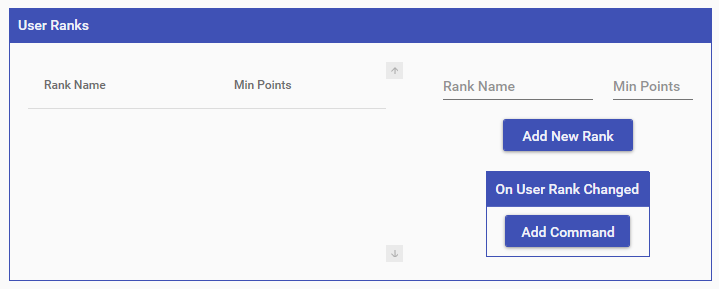 User Ranks
Rank Name Min Points
Rank Name Min Points
Add New Rank
On User Rank Changed
Add Command